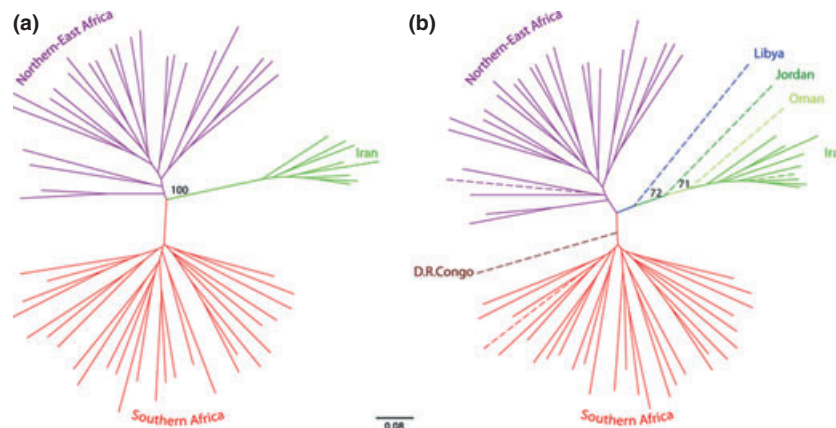 (a)
Northern-East Africa
Iran
100
Southern Africa
(b)
Northern-East Africa
Libya
Jordan
Oman
Ira
72
71
D.R.Congo
Southern Africa
0.08